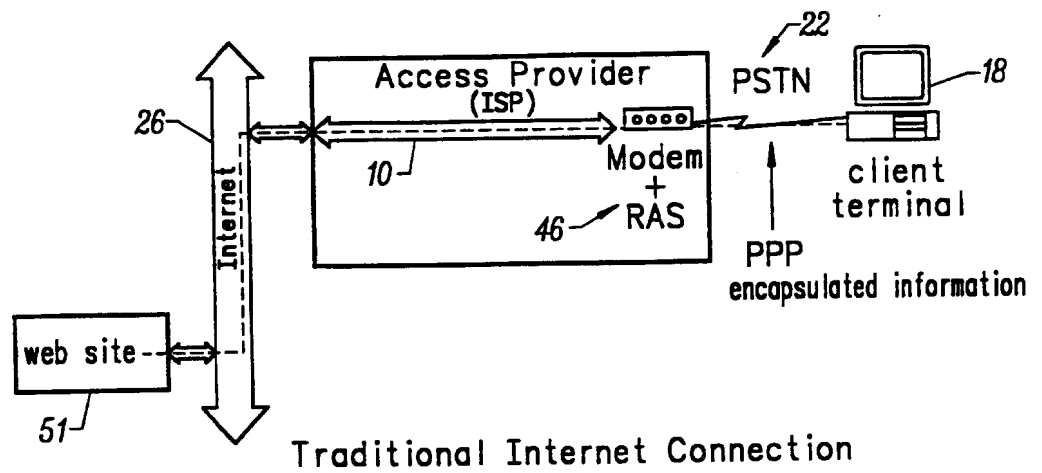 22
Access Provider
(ISP)
PSTN
18
26
10
Modem
+
RAS
46
client
terminal
Internet
PPP
encapsulated information
web site
51
Traditional Internet Connection